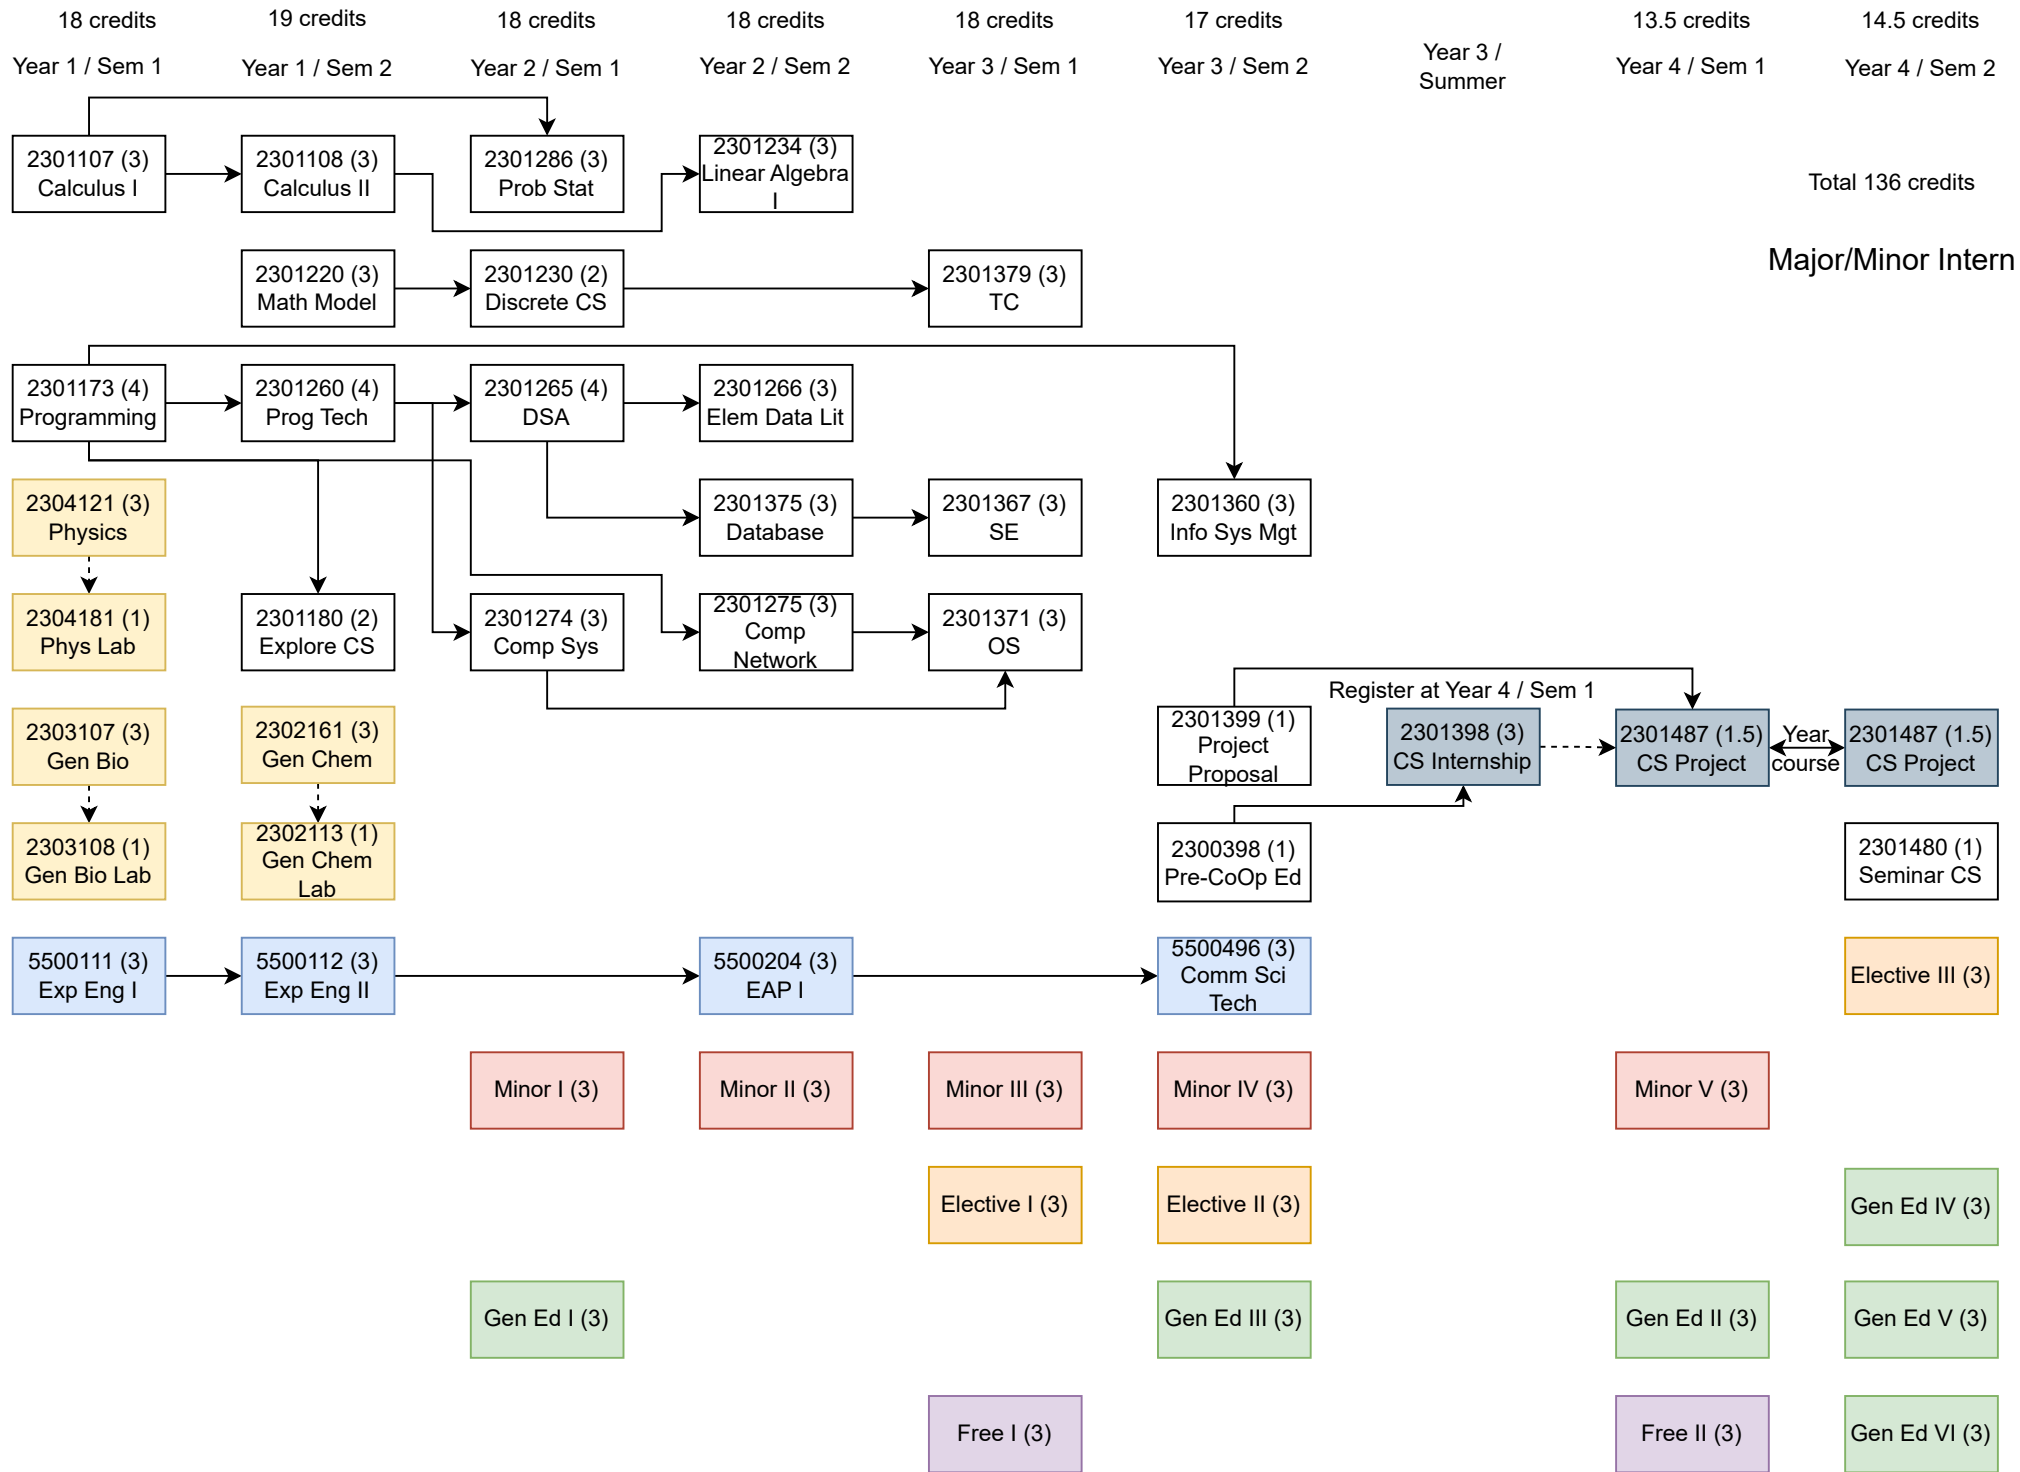 18 credits
19 credits
18 credits
18 credits
18 credits
17 credits
13.5 credits
14.5 credits
Year 1 / Sem 1
Year 1 / Sem 2
Year 2 / Sem 1
Year 2 / Sem 2
Year 3 / Sem 1
Year 3 / Sem 2
Year 3 /
Summer
Year 4 / Sem 1
Year 4 / Sem 2
2301107 (3)
Calculus I
2301108 (3)
Calculus II
2301286 (3)
Prob Stat
2301234 (3)
Linear Algebra
I
Total 136 credits
2301220 (3)
Math Model
2301230 (2)
Discrete CS
2301379 (3)
TC
Major/Minor Intern
2301173 (4)
Programming
2301260 (4)
Prog Tech
2301265 (4)
DSA
2301266 (3)
Elem Data Lit
2304121 (3)
Physics
2301375 (3)
Database
2301367 (3)
SE
2301360 (3)
Info Sys Mgt
2304181 (1)
Phys Lab
2301180 (2)
Explore CS
2301274 (3)
Comp Sys
2301275 (3)
Comp
Network
2301371 (3)
OS
Register at Year 4 / Sem 1
2303107 (3)
Gen Bio
2302161 (3)
Gen Chem
2301399 (1)
Project
Proposal
2301398 (3)
CS Internship
2301487 (1.5)
CS Project
Year
course
2301487 (1.5)
CS Project
2303108 (1)
Gen Bio Lab
2302113 (1)
Gen Chem
Lab
2300398 (1)
Pre-CoOp Ed
2301480 (1)
Seminar CS
5500111 (3)
Exp Eng I
5500112 (3)
Exp Eng II
5500204 (3)
EAP I
5500496 (3)
Comm Sci
Tech
Elective III (3)
Minor I (3)
Minor II (3)
Minor III (3)
Minor IV (3)
Minor V (3)
Elective I (3)
Elective II (3)
Gen Ed IV (3)
Gen Ed I (3)
Gen Ed III (3)
Gen Ed II (3)
Gen Ed V (3)
Free I (3)
Free II (3)
Gen Ed VI (3)